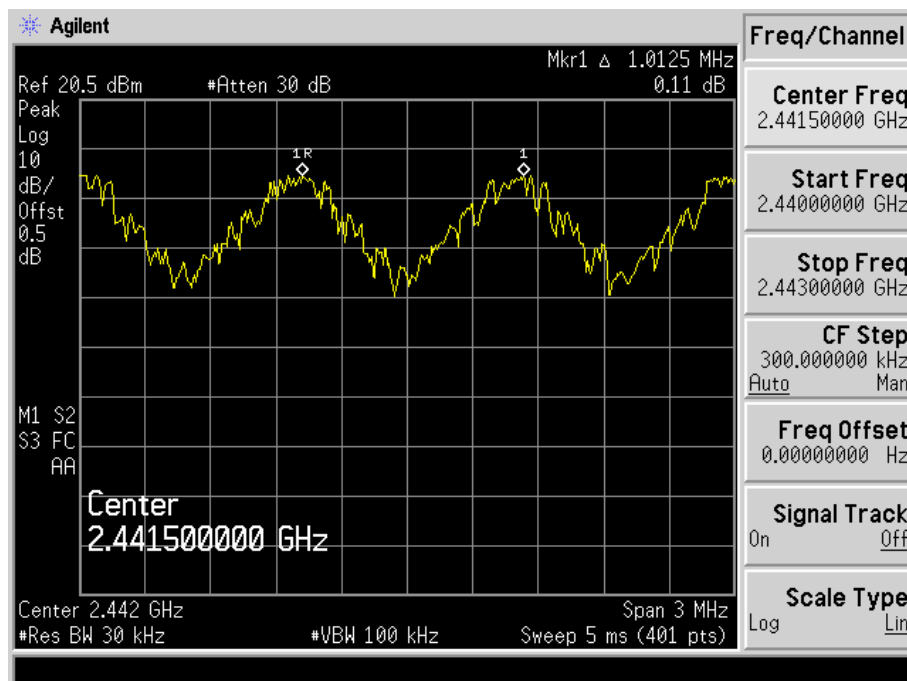 Agilent
Freq/Channel
Mkr1 Δ 1.0125 MHz
Ref 20.5 dBm #Atten 30 dB 0.11 dB
Peak
Log
10
dB/
Offst
0.5
dB
1R
1
M1 S2
S3 FC
AA
Center
2.441500000 GHz
Center 2.442 GHz Span 3 MHz
#Res BW 30 kHz #VBW 100 kHz Sweep 5 ms (401 pts)
Center Freq
2.44150000 GHz
Start Freq
2.44000000 GHz
Stop Freq
2.44300000 GHz
CF Step
300.000000 kHz
Auto Man
Freq Offset
0.00000000 Hz
Signal Track
On Off
Scale Type
Log Lin